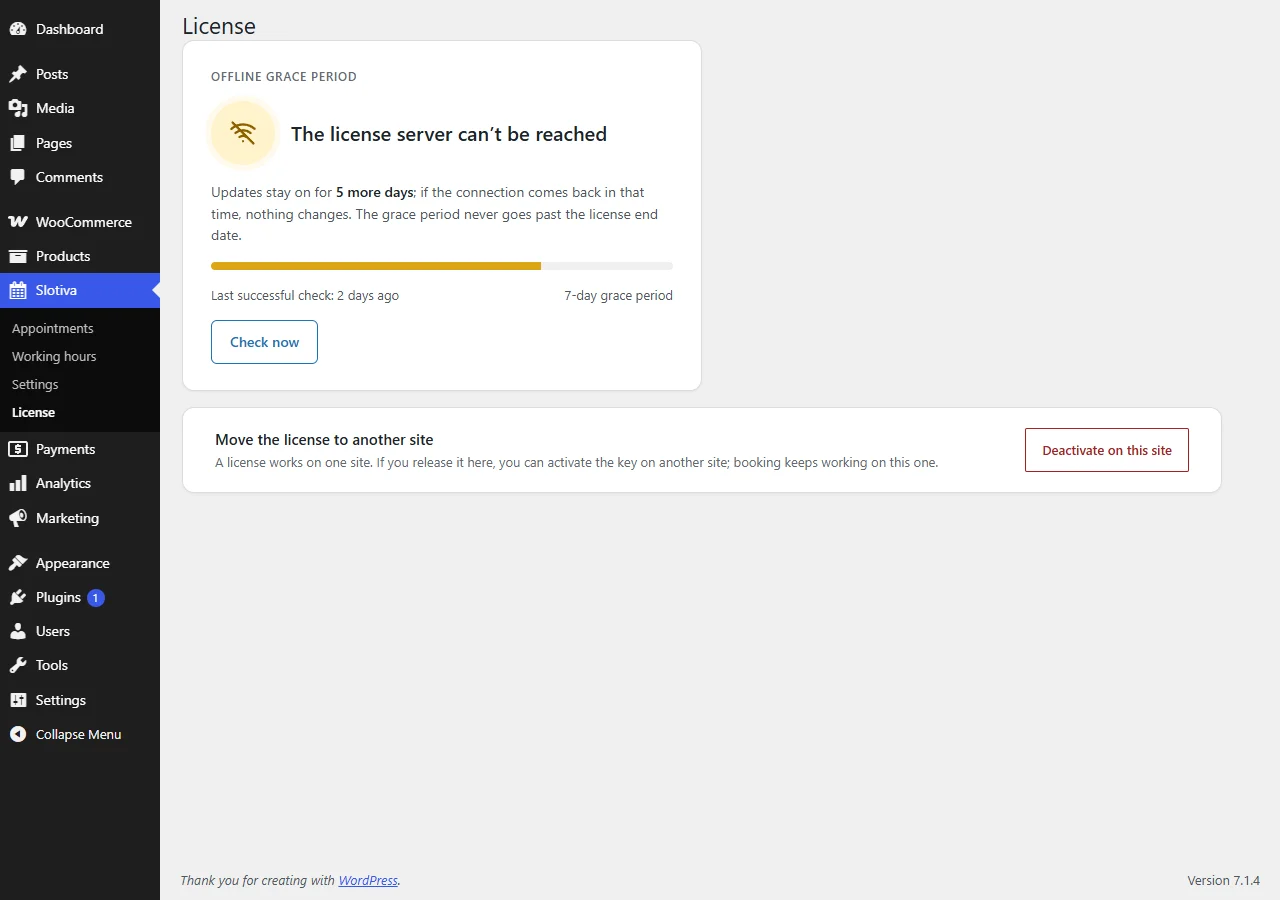 Dashboard
Posts
Media
Pages
Comments
WooCommerce
Products
Slotiva
Appointments
Working hours
Settings
License
Payments
Analytics
Marketing
Appearance
Plugins 1
Users
Tools
Settings
Collapse Menu
License
OFFLINE GRACE PERIOD
The license server can’t be reached
Updates stay on for 5 more days; if the connection comes back in that
time, nothing changes. The grace period never goes past the license end
date.
Last successful check: 2 days ago
7-day grace period
Check now
Move the license to another site
A license works on one site. If you release it here, you can activate the key on another site; booking keeps working on this one.
Deactivate on this site
Thank you for creating with WordPress.
Version 7.1.4